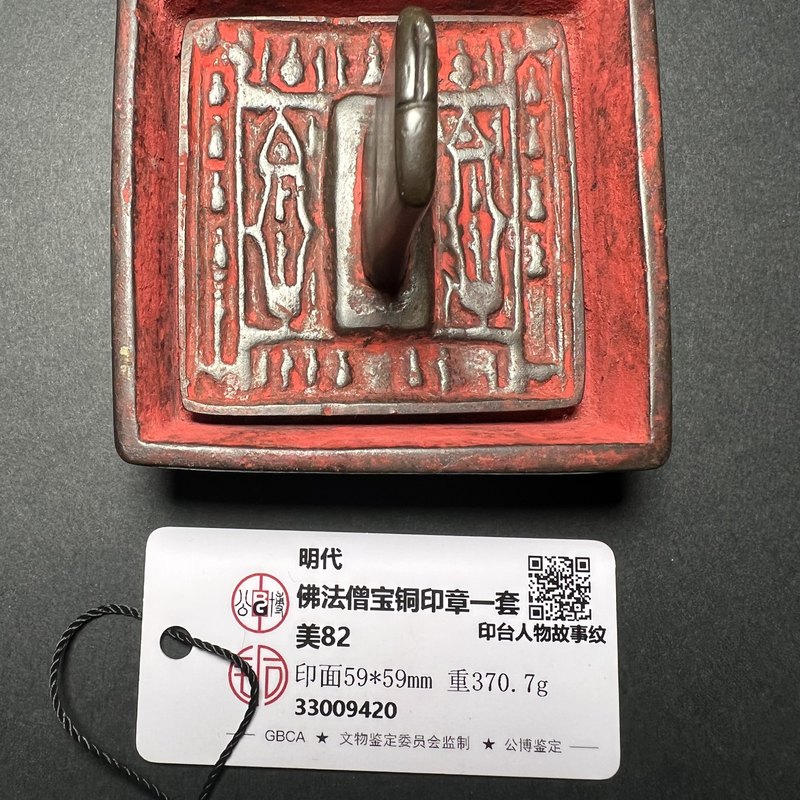 明代
佛法僧宝铜印章一套
美82
印台人物故事纹
印面59*59mm 重370.7g
33009420
GBCA ★ 文物鉴定委员会监制 ★ 公博鉴定